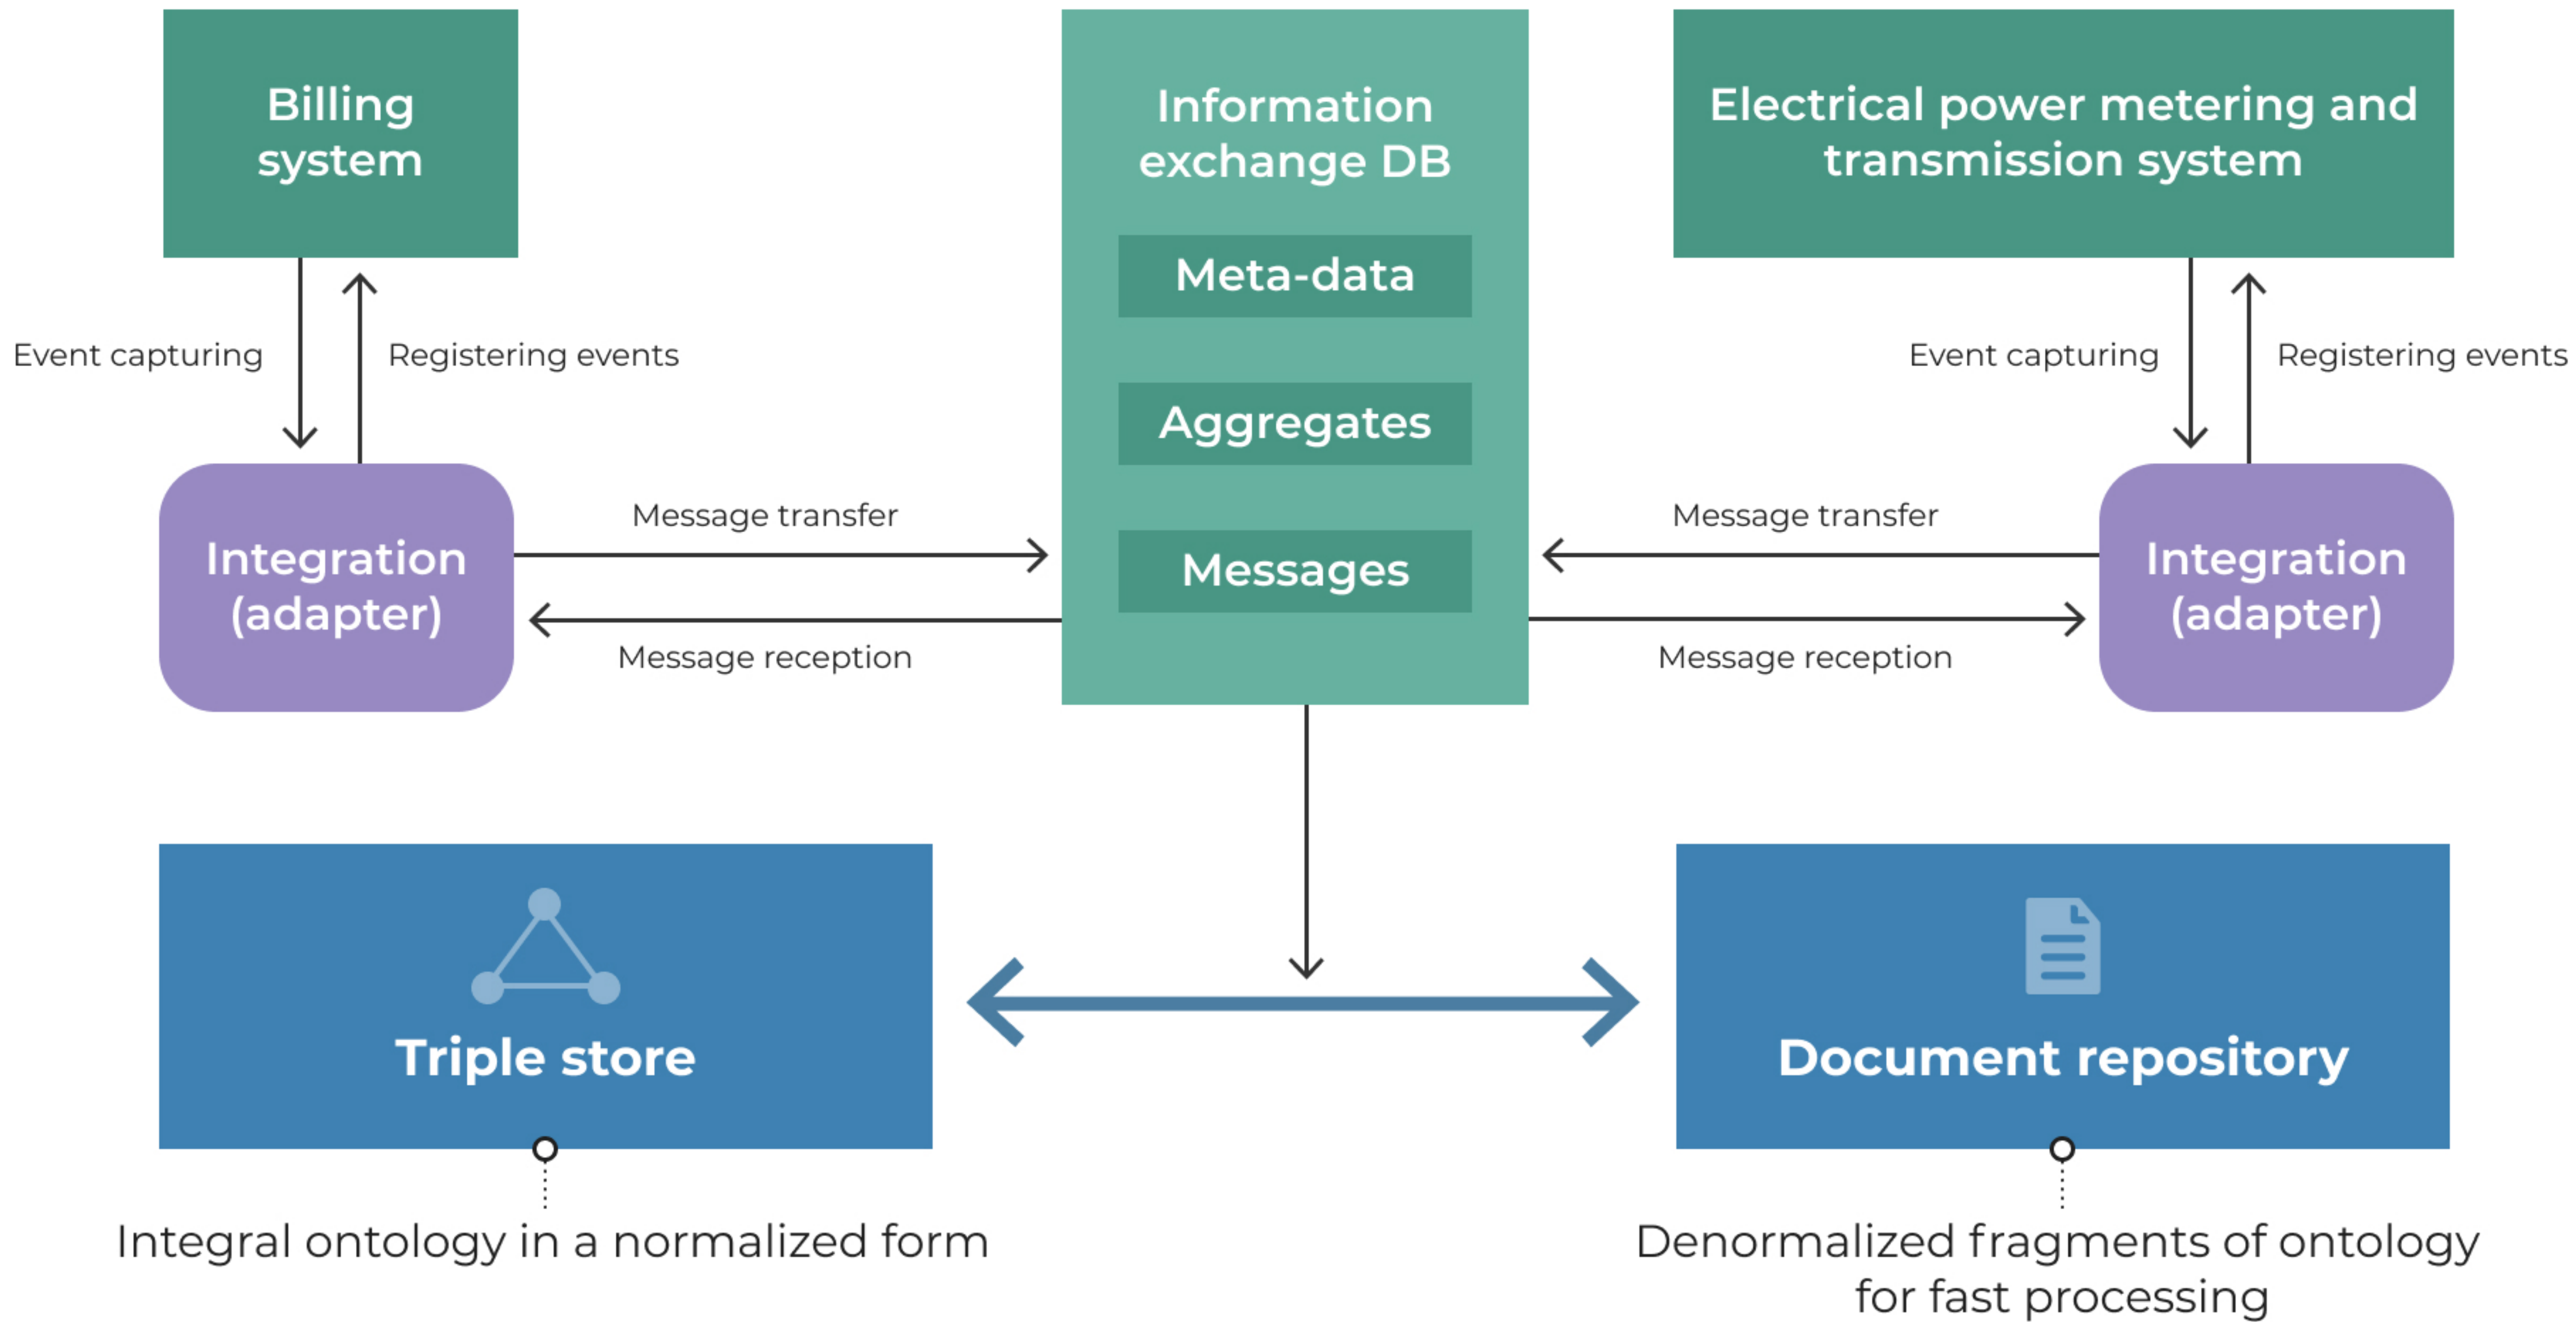 Billing
system
Information
exchange DB
Electrical power metering and
transmission system
Meta-data
Aggregates
Messages
Event capturing
Registering events
Event capturing
Registering events
Integration
(adapter)
Message transfer
Message reception
Message transfer
Message reception
Integration
(adapter)
Triple store
Document repository
Integral ontology in a normalized form
Denormalized fragments of ontology
for fast processing